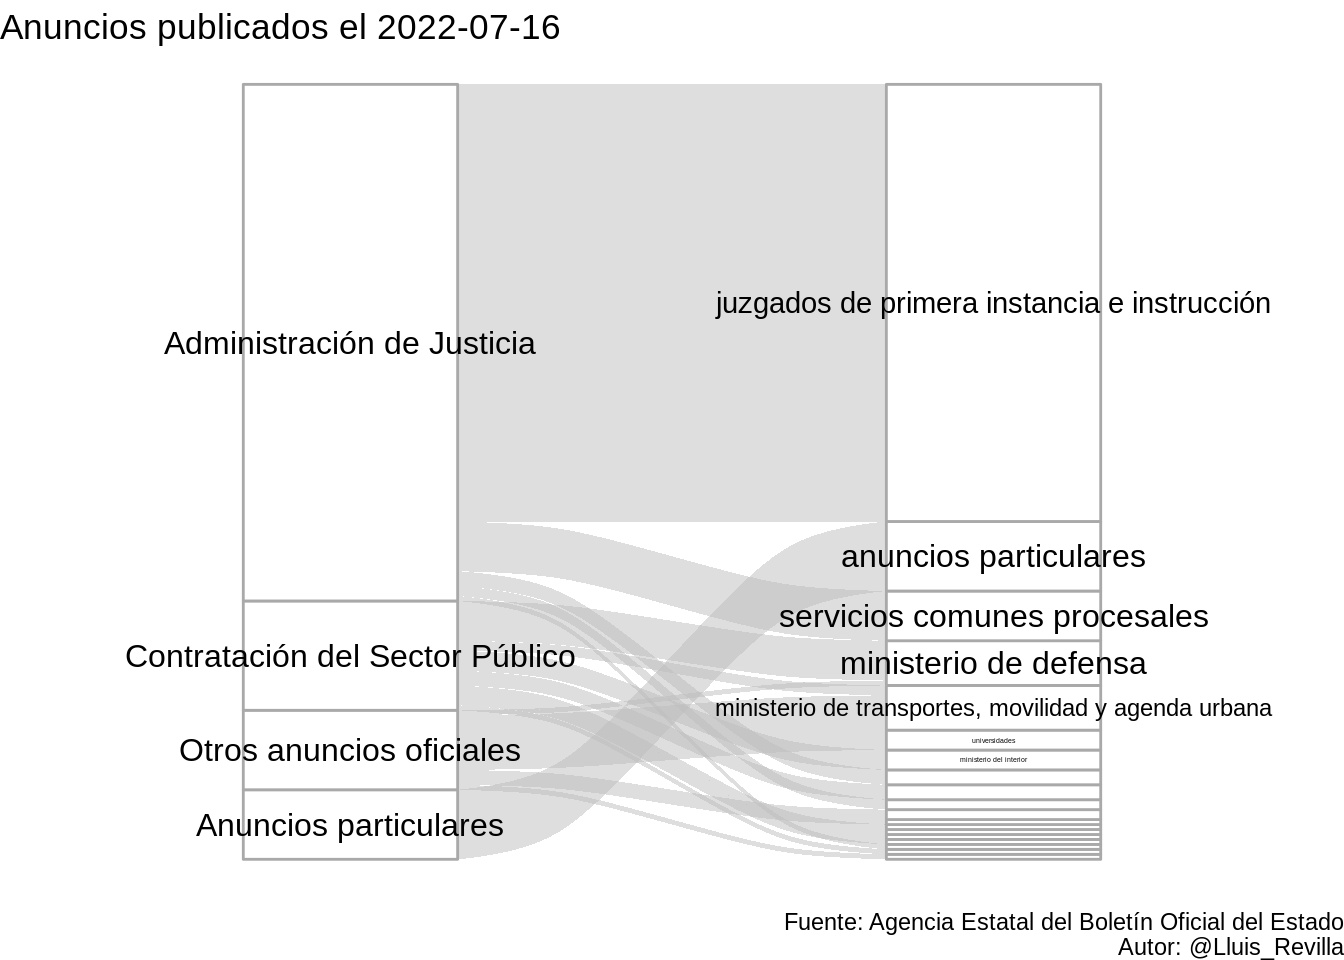 Anuncios publicados el 2022-07-16
Administración de Justicia
Contratación del Sector Público
Otros anuncios oficiales
Anuncios particulares
juzgados de primera instancia e instrucción
anuncios particulares
servicios comunes procesales
ministerio de defensa
ministerio de transportes, movilidad y agenda urbana
universidades
ministerio del interior
Fuente: Agencia Estatal del Boletín Oficial del Estado
Autor: @Lluis_Revilla